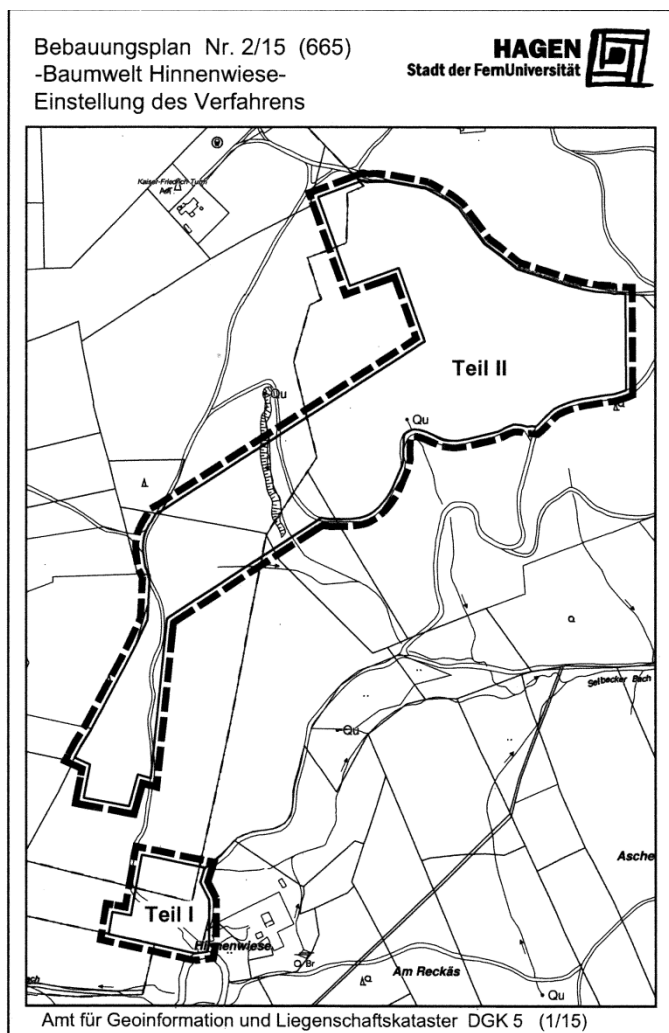 Bebauungsplan Nr. 2/15 (665)
-Baumwelt Hinnenwiese-
Einstellung des Verfahrens
HAGEN
Stadt der FernUniversität
Kaiser-Friedrich Turm
Teil II
Qu
Qu
Q
Selbecker Bach
Qu
Asche
Teil I
Hinnenwiese
Br
Am Reckäs
Q
Qu
Amt für Geoinformation und Liegenschaftskataster DGK 5 (1/15)